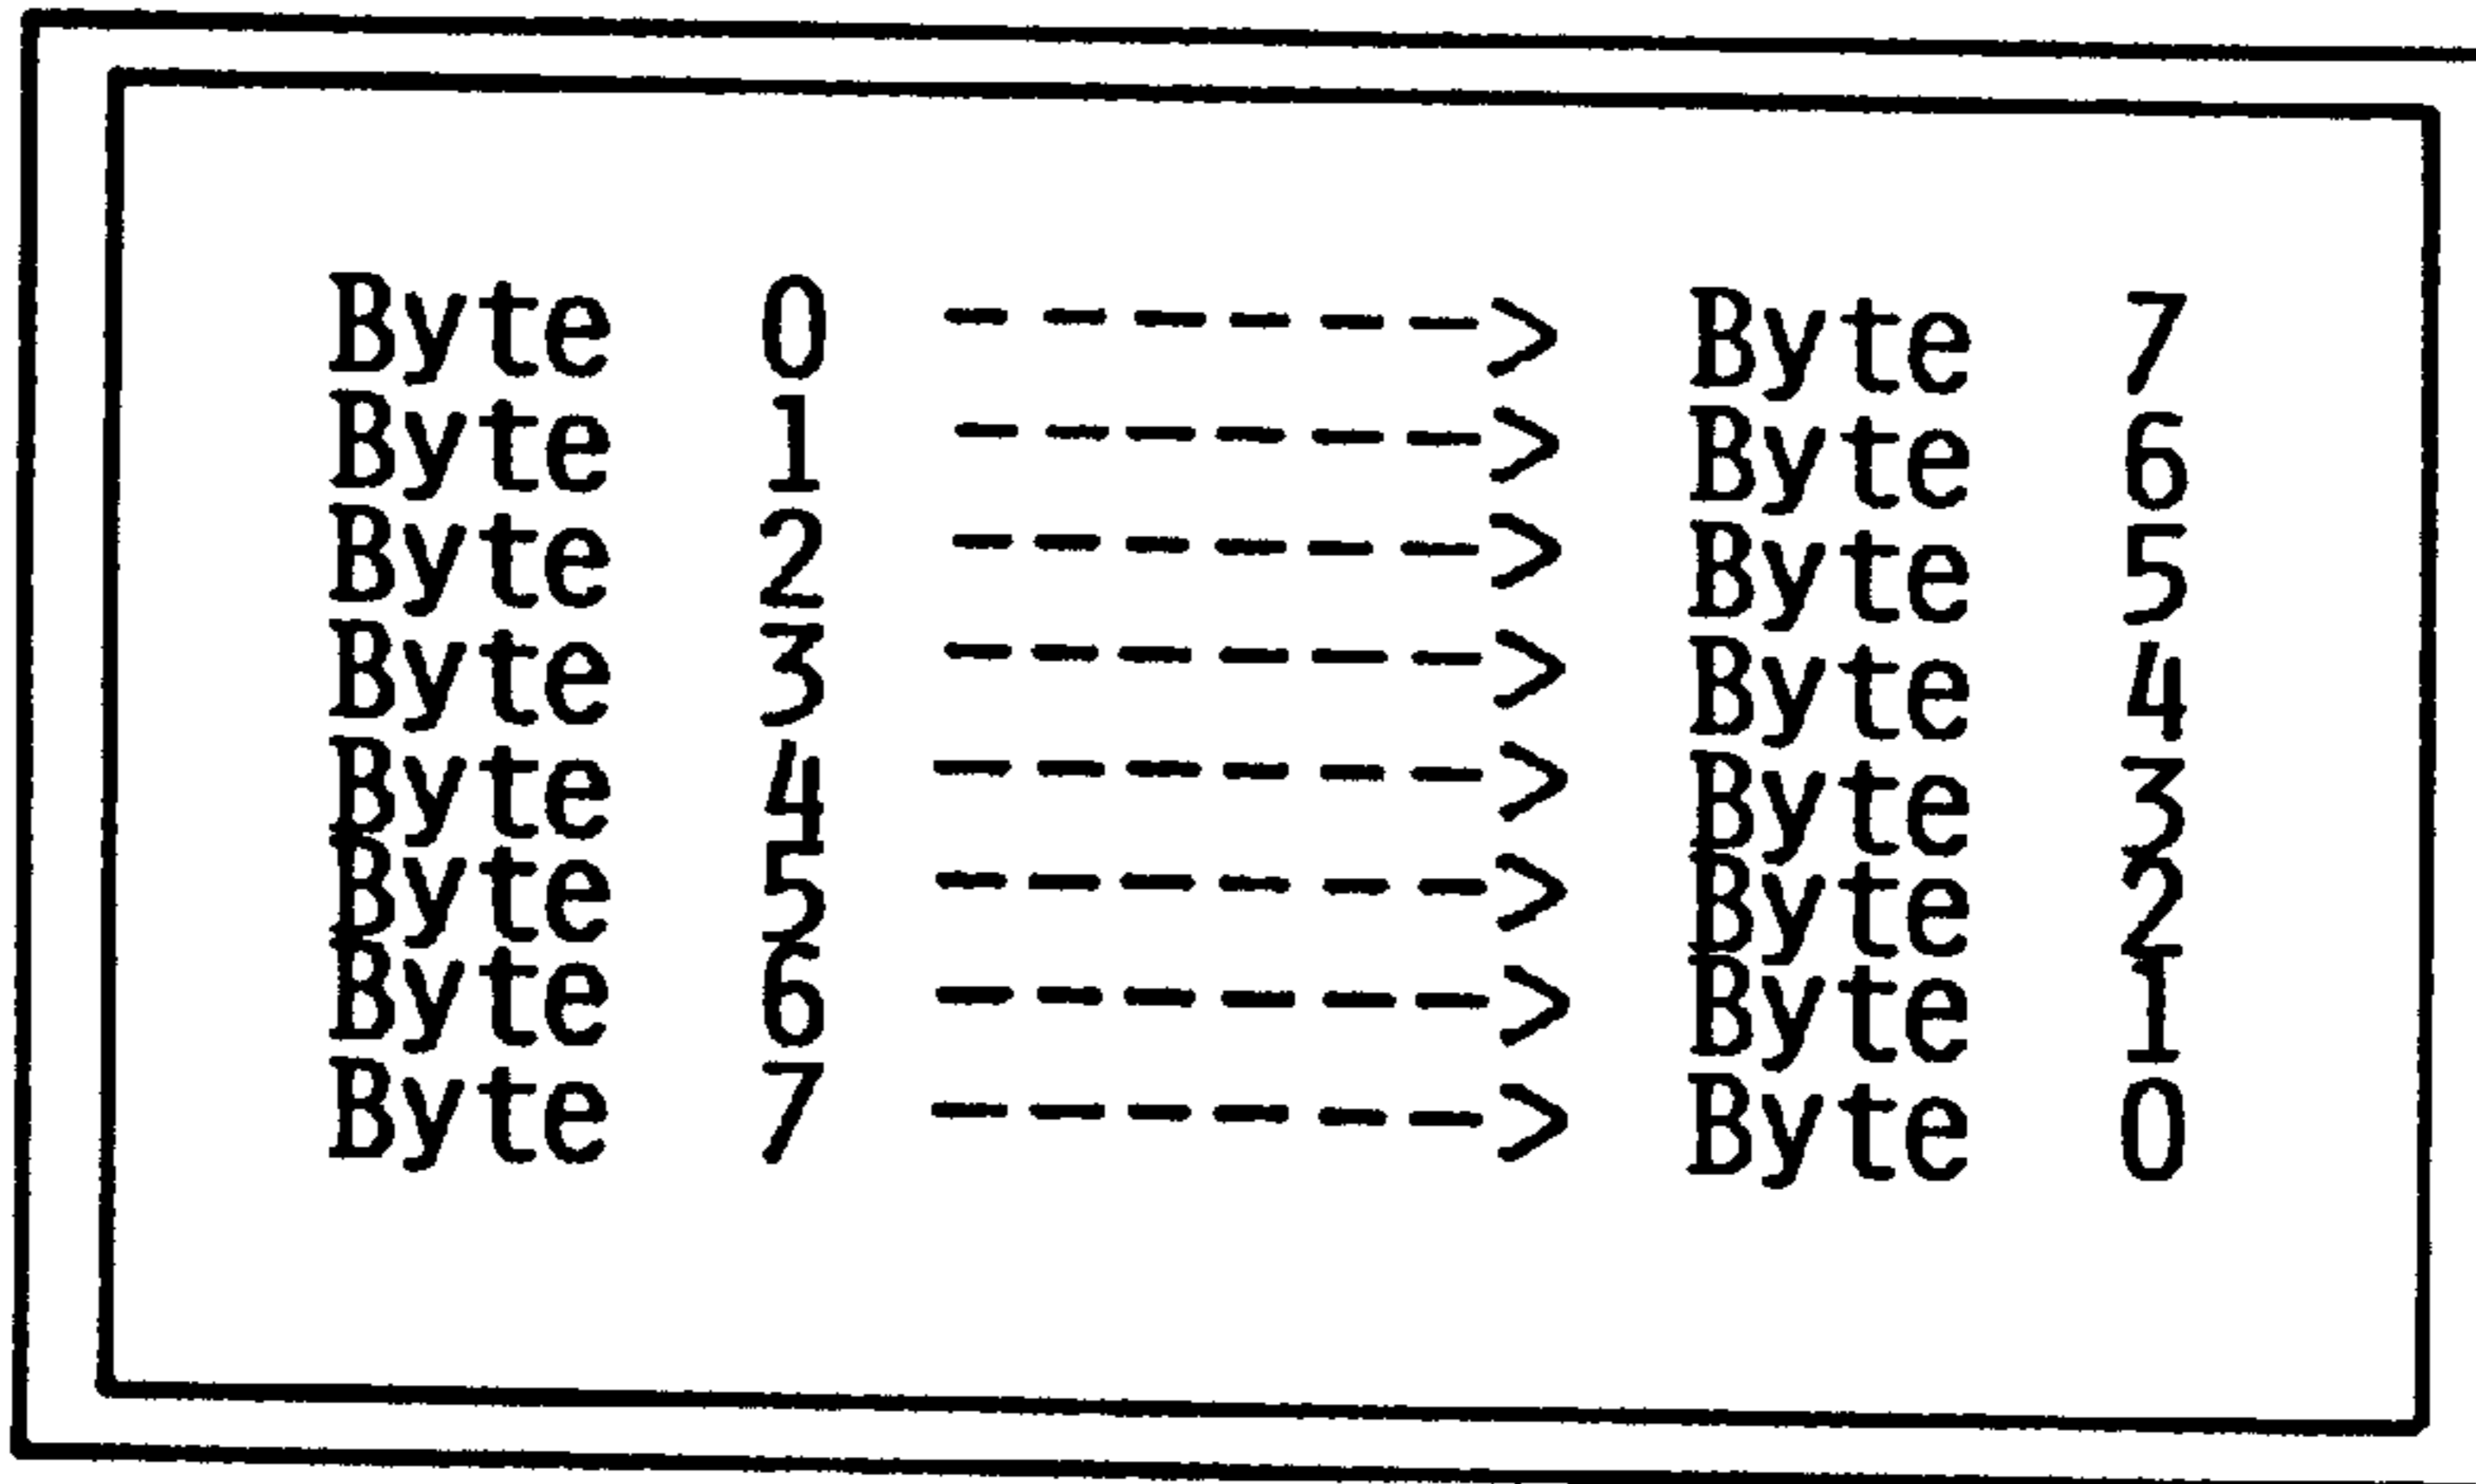 Byte 0 ------> Byte 7
Byte 1 ------> Byte 6
Byte 2 ------> Byte 5
Byte 3 ------> Byte 4
Byte 4 ------> Byte 3
Byte 5 ------> Byte 2
Byte 6 ------> Byte 1
Byte 7 ------> Byte 0